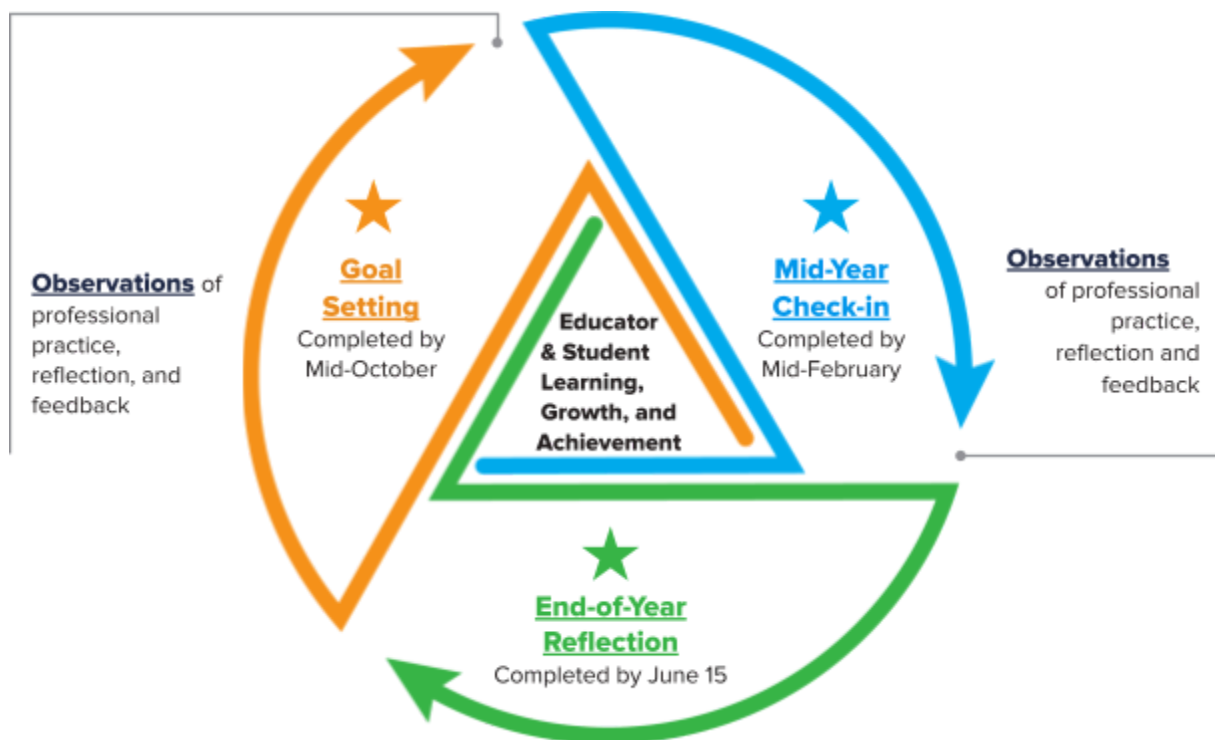 Observations of
professional
practice,
reflection, and
feedback
Goal
Setting
Completed by
Mid-October
Educator
& Student
Learning,
Growth, and
Achievement
Mid-Year
Check-in
Completed by
Mid-February
Observations
of professional
practice,
reflection and
feedback
End-of-Year
Reflection
Completed by June 15